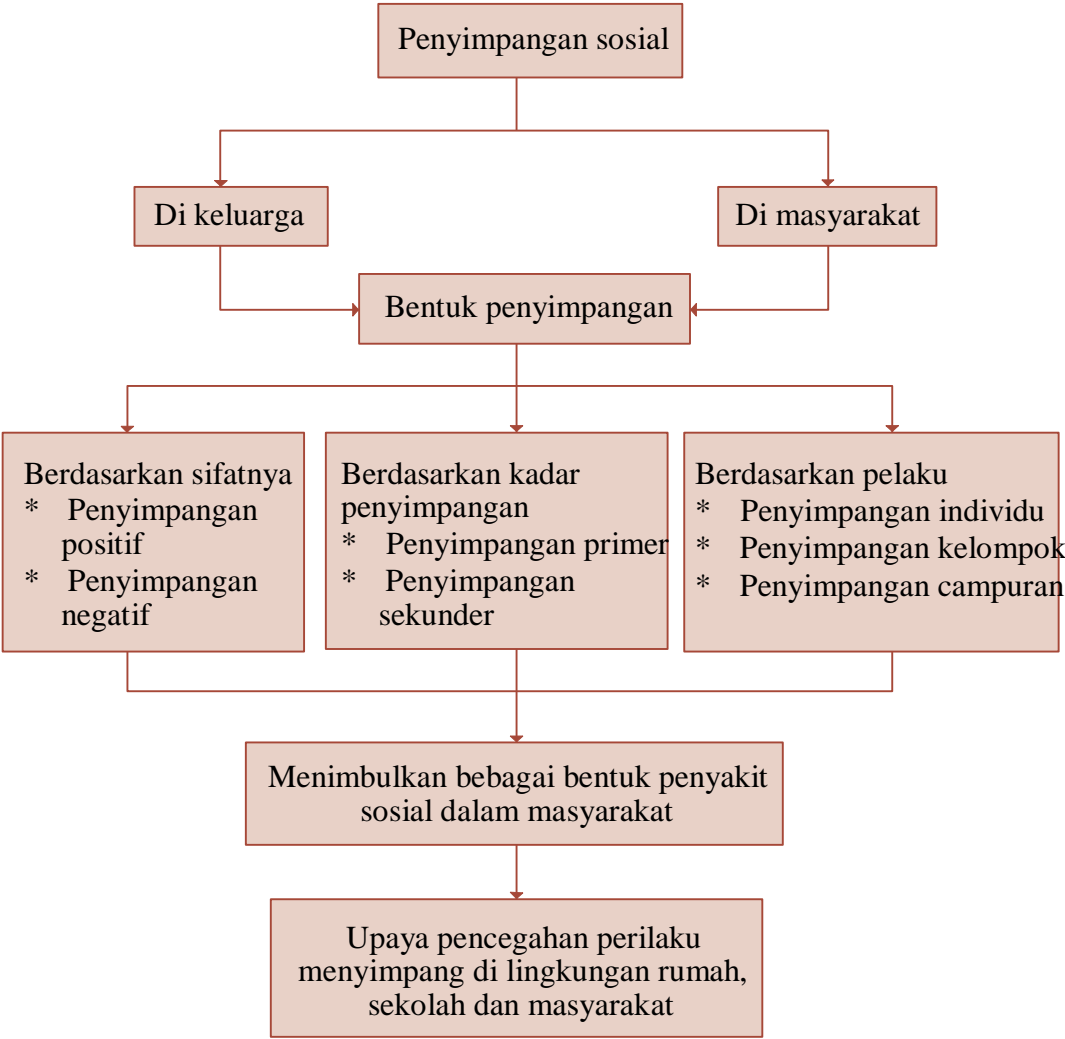 Penyimpangan sosial
Di keluarga
Di masyarakat
Bentuk penyimpangan
Berdasarkan sifatnya
* Penyimpangan
positif
* Penyimpangan
negatif
Berdasarkan kadar
penyimpangan
* Penyimpangan primer
* Penyimpangan
sekunder
Berdasarkan pelaku
* Penyimpangan individu
* Penyimpangan kelompok
* Penyimpangan campuran
Menimbulkan bebagai bentuk penyakit
sosial dalam masyarakat
Upaya pencegahan perilaku
menyimpang di lingkungan rumah,
sekolah dan masyarakat